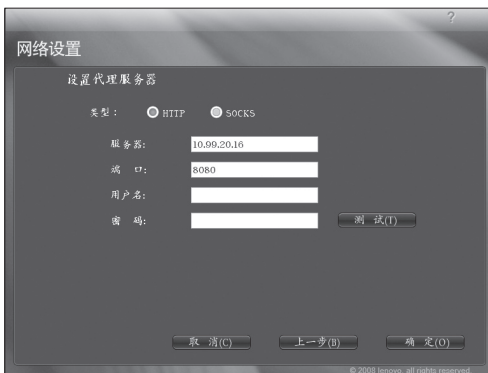 ?
网络设置
设置代理服务器
类型： HTTP SOCKS
服务器: 10.99.20.16
端 口: 8080
用户名:
密 码: 测 试(T)
取 消(C) 上一步(B) 确 定(O)
© 2008 lenovo. all rights reserved.